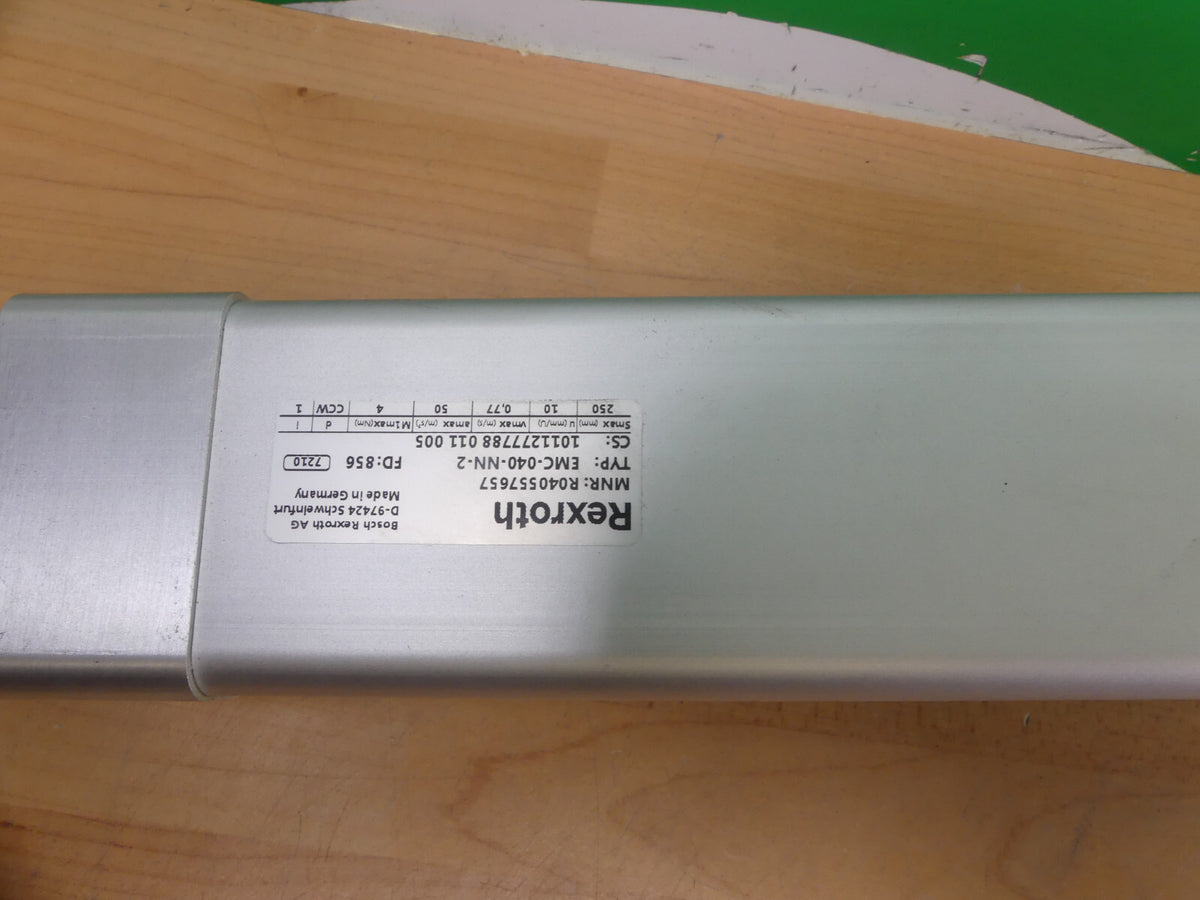 Rexroth
Bosch Rexroth AG
D-97424 Schweinfurt
Made in Germany
MNR: R040557657
TYP: EMC-040-NN-2 FD:856 7210
CS: 1011277788 011 005
Smax (mm) U (mm/U) vmax (m/s) amax (m/s²) M1max(Nm) d i
250 10 0,77 50 4 CCW 1